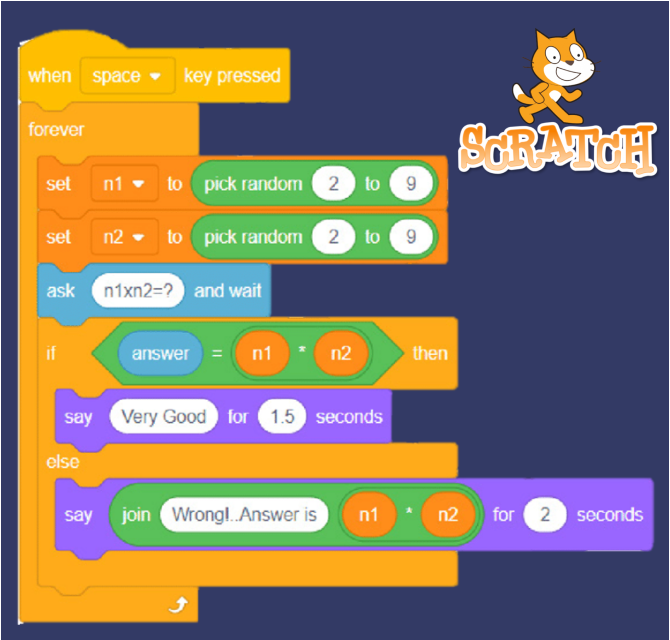 when space key pressed
SCRATCH
forever
set n1 to pick random 2 to 9
set n2 to pick random 2 to 9
ask n1xn2=? and wait
if answer = n1 * n2 then
say Very Good for 1.5 seconds
else
say join Wrong!..Answer is n1 * n2 for 2 seconds